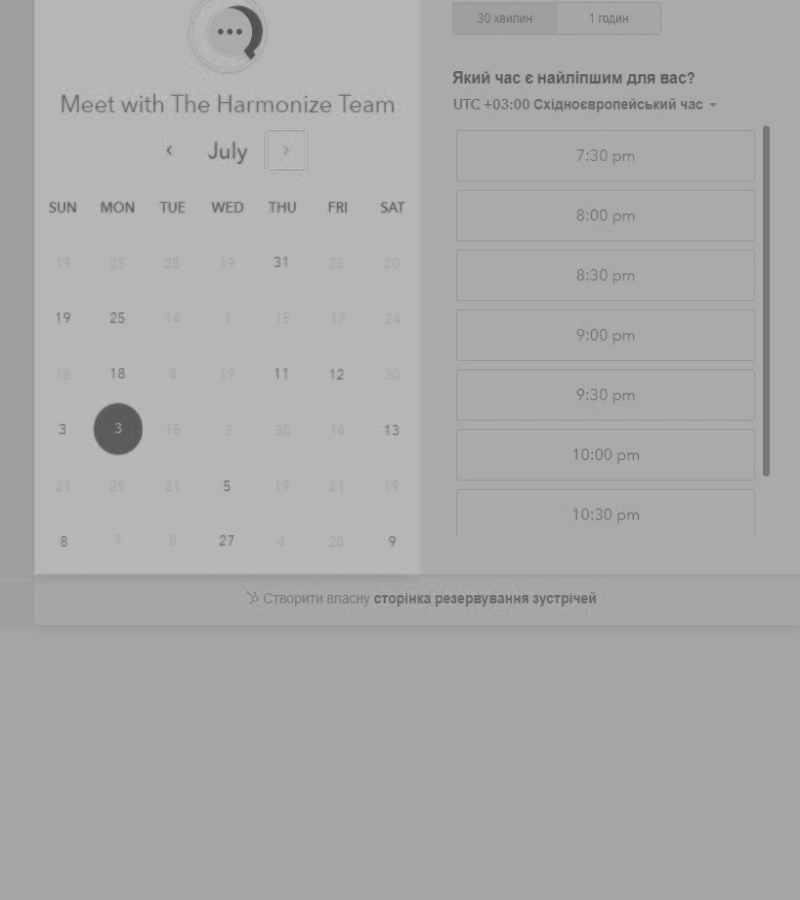 Meet with The Harmonize Team
July
SUN MON TUE WED THU FRI SAT
19 25 28 19 31 25 20
19 25 14 1 15 17 24
18 18 8 19 11 12 30
3 3 15 3 30 16 13
21 25 21 5 19 21 19
8 7 8 27 4 28 9
30 хвилин 1 годин
Який час є найліпшим для вас?
UTC +03:00 Східноєвропейський час
7:30 pm
8:00 pm
8:30 pm
9:00 pm
9:30 pm
10:00 pm
10:30 pm
Створити власну сторінка резервування зустрічей